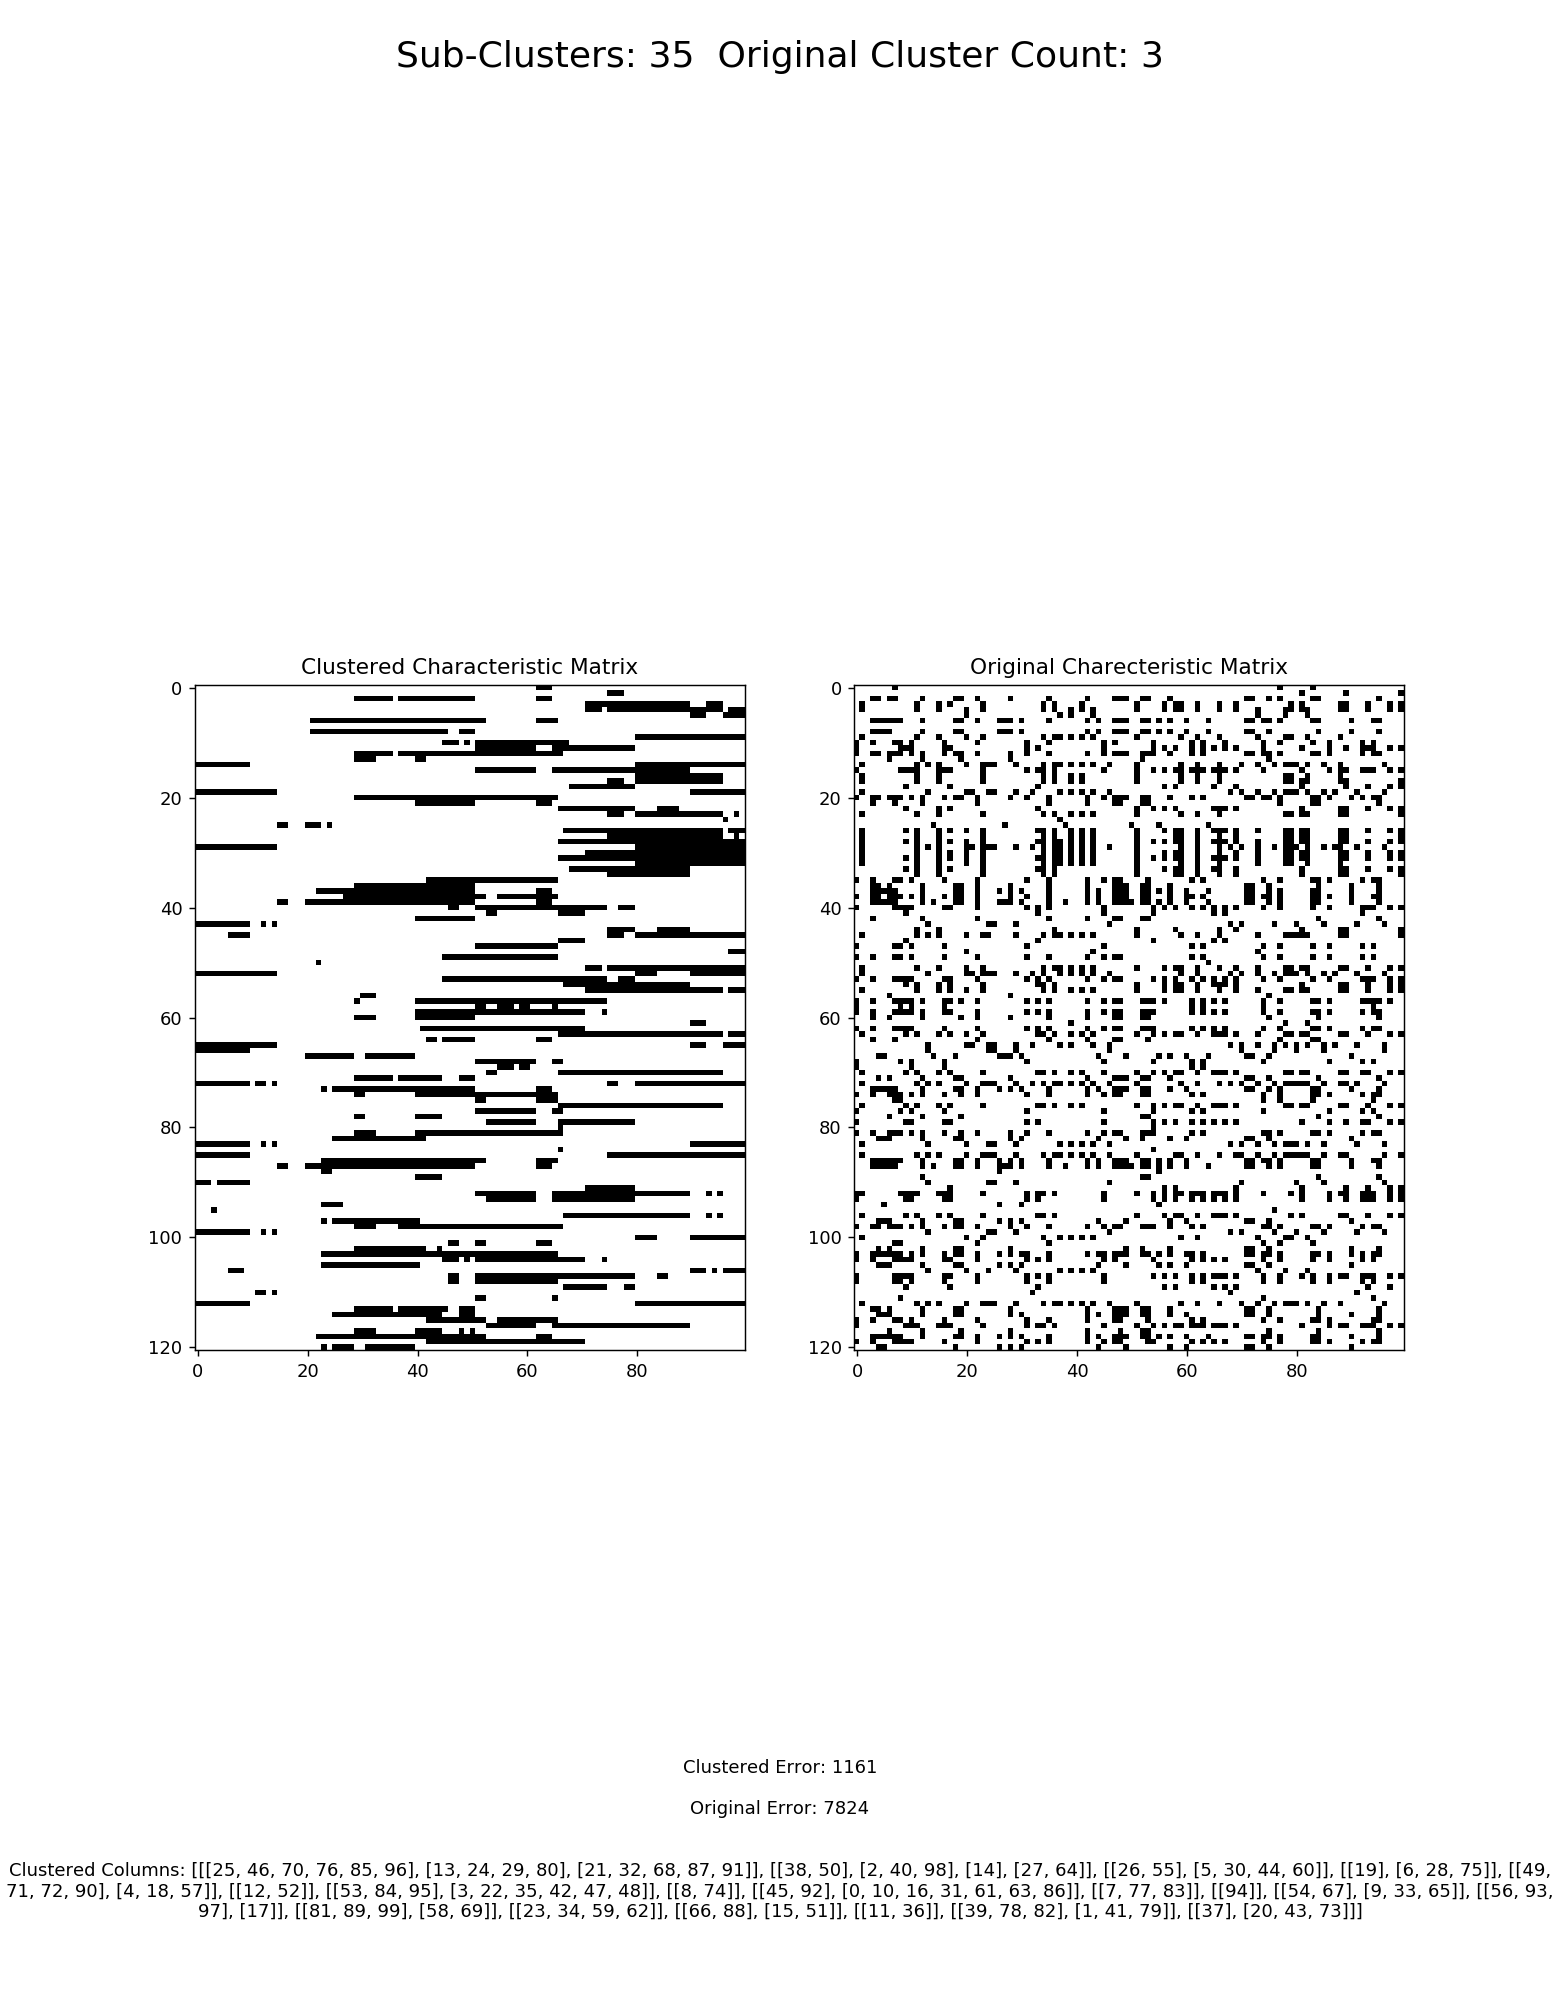 Sub-Clusters: 35  Original Cluster Count: 3
Clustered Characteristic Matrix
Original Charecteristic Matrix
0
20
40
60
80
100
120
0 20 40 60 80
0
20
40
60
80
100
120
0 20 40 60 80
Clustered Error: 1161
Original Error: 7824
Clustered Columns: [[[25, 46, 70, 76, 85, 96], [13, 24, 29, 80], [21, 32, 68, 87, 91]], [[38, 50], [2, 40, 98], [14], [27, 64]], [[26, 55], [5, 30, 44, 60]], [[19], [6, 28, 75]], [[49,
71, 72, 90], [4, 18, 57]], [[12, 52]], [[53, 84, 95], [3, 22, 35, 42, 47, 48]], [[8, 74]], [[45, 92], [0, 10, 16, 31, 61, 63, 86]], [[7, 77, 83]], [[94]], [[54, 67], [9, 33, 65]], [[56, 93,
97], [17]], [[81, 89, 99], [58, 69]], [[23, 34, 59, 62]], [[66, 88], [15, 51]], [[11, 36]], [[39, 78, 82], [1, 41, 79]], [[37], [20, 43, 73]]]